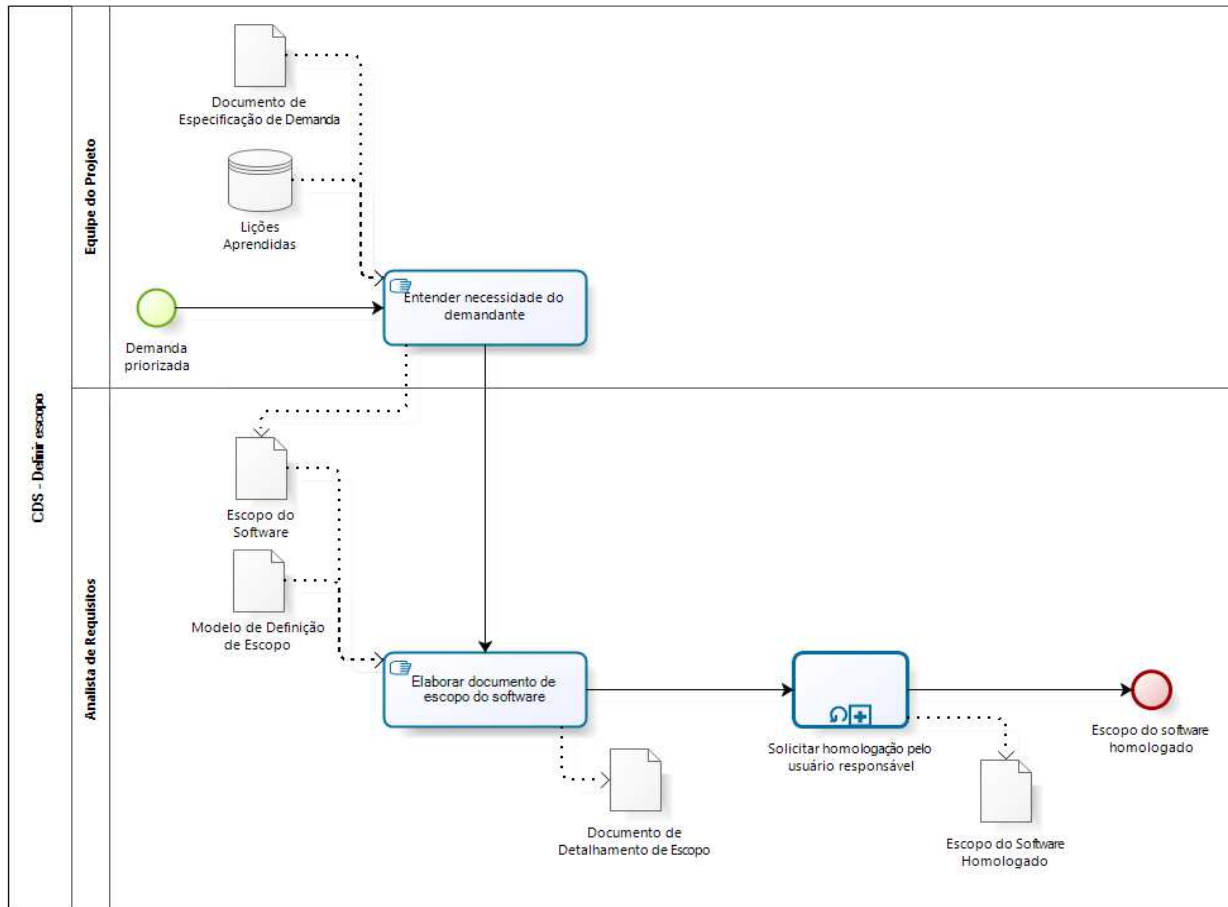 CDS - Definir escopo
Equipe do Projeto
Documento de
Especificação de Demanda
Lições
Aprendidas
Demanda
priorizada
Entender necessidade do
demandante
Analista de Requisitos
Escopo do
Software
Modelo de Definição
de Escopo
Elaborar documento de
escopo do software
Documento de
Detalhamento de Escopo
Solicitar homologação pelo
usuário responsável
Escopo do Software
Homologado
Escopo do software
homologado